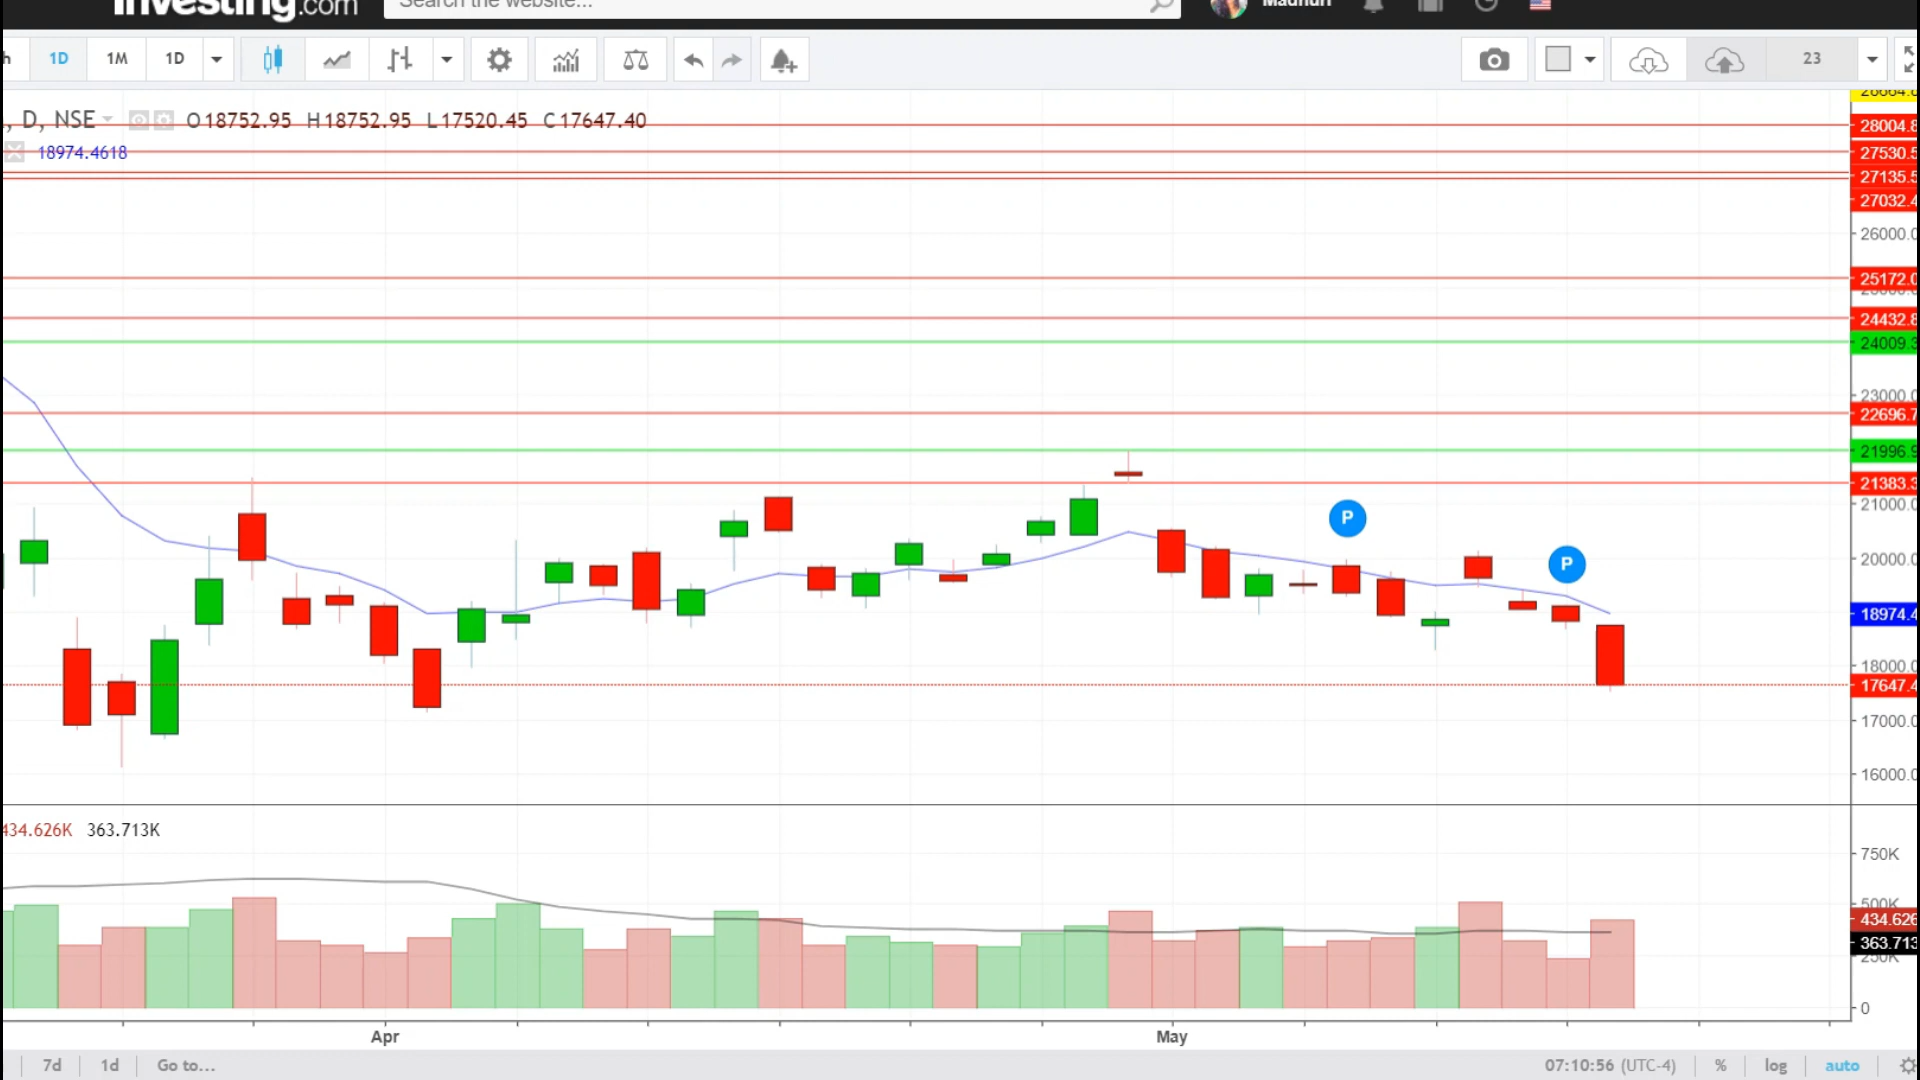 Investing.com
Search the website...
Madhuri
h 1D 1M 1D
23
, D, NSE O18752.95 H18752.95 L17520.45 C17647.40
18974.4618
28004.8
27530.5
27135.5
27032.4
26000.0
25172.0
24432.8
24009.3
23000.0
22696.7
21996.9
21383.3
21000.0
P
20000.0
P
18974.4
18000.0
17647.4
17000.0
16000.0
434.626K 363.713K
750K
500K
434.626
363.713
250K
0
Apr May
7d 1d Go to... 07:10:56 (UTC-4) % log auto